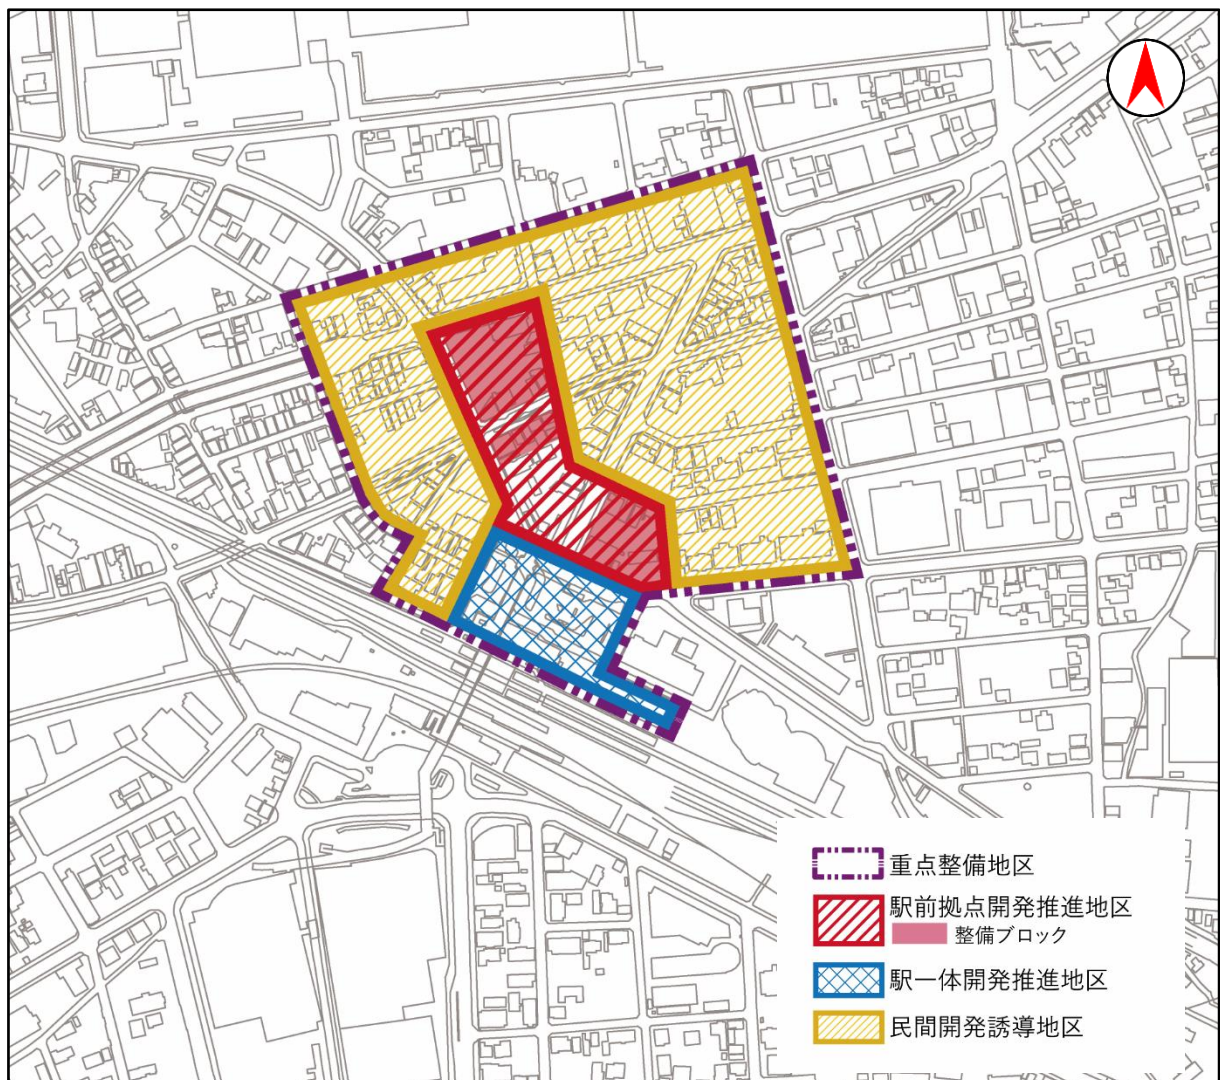 重点整備地区
駅前拠点開発推進地区
整備ブロック
駅一体開発推進地区
民間開発誘導地区